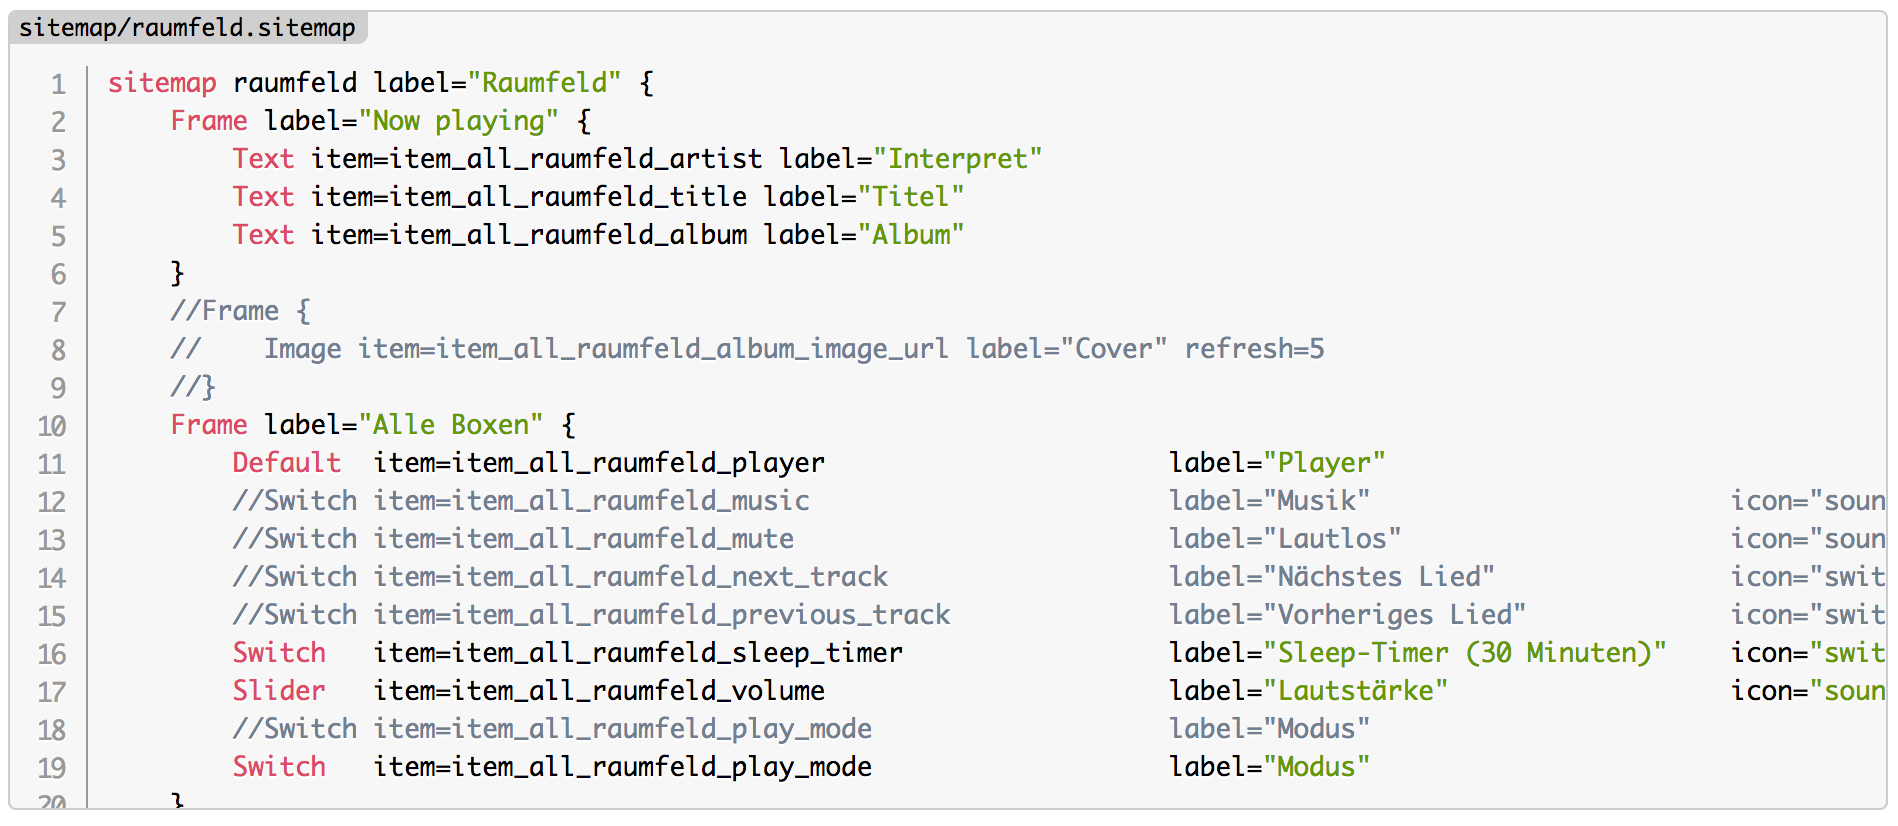 sitemap/raumfeld.sitemap
1 sitemap raumfeld label="Raumfeld" {
2     Frame label="Now playing" {
3         Text item=item_all_raumfeld_artist label="Interpret"
4         Text item=item_all_raumfeld_title label="Titel"
5         Text item=item_all_raumfeld_album label="Album"
6     }
7     //Frame {
8     //    Image item=item_all_raumfeld_album_image_url label="Cover" refresh=5
9     //}
10     Frame label="Alle Boxen" {
11         Default  item=item_all_raumfeld_player                      label="Player"
12         //Switch item=item_all_raumfeld_music                       label="Musik"                       icon="soun
13         //Switch item=item_all_raumfeld_mute                        label="Lautlos"                     icon="soun
14         //Switch item=item_all_raumfeld_next_track                  label="Nächstes Lied"               icon="swit
15         //Switch item=item_all_raumfeld_previous_track              label="Vorheriges Lied"             icon="swit
16         Switch   item=item_all_raumfeld_sleep_timer                 label="Sleep-Timer (30 Minuten)"    icon="swit
17         Slider   item=item_all_raumfeld_volume                      label="Lautstärke"                  icon="soun
18         //Switch item=item_all_raumfeld_play_mode                   label="Modus"
19         Switch   item=item_all_raumfeld_play_mode                   label="Modus"
20     }